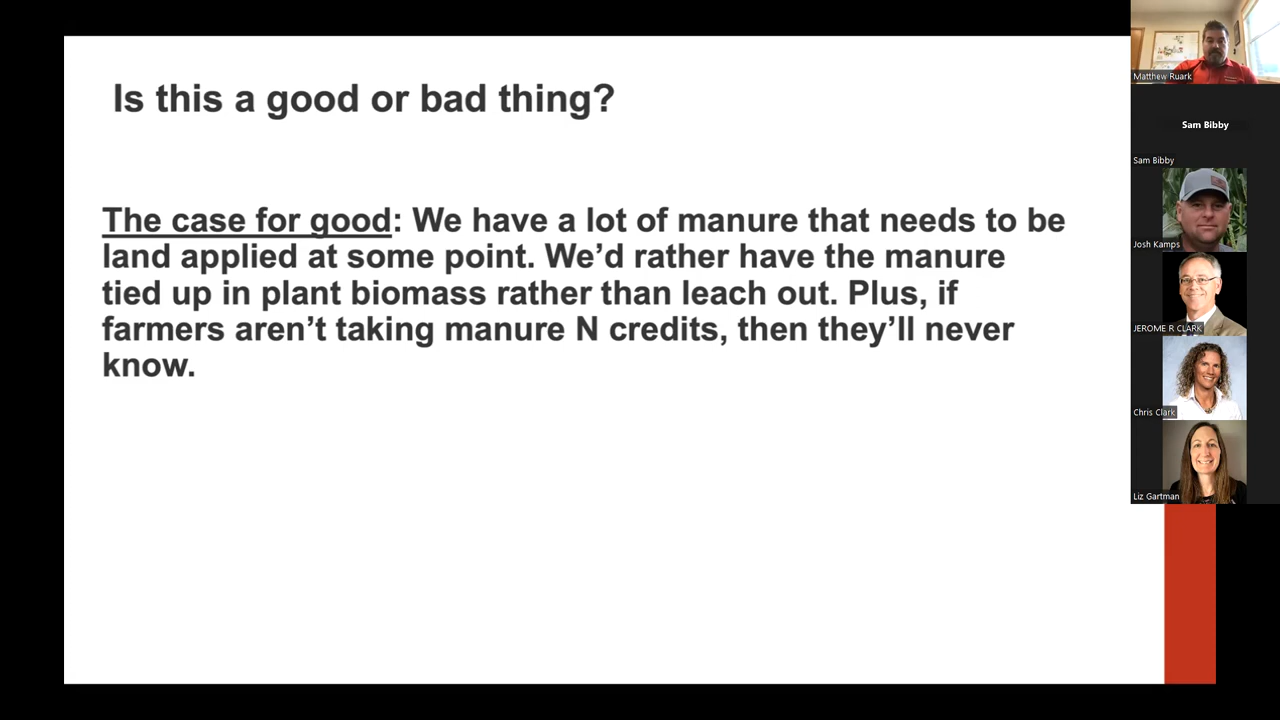 Is this a good or bad thing?
The case for good: We have a lot of manure that needs to be
land applied at some point. We’d rather have the manure
tied up in plant biomass rather than leach out. Plus, if
farmers aren’t taking manure N credits, then they’ll never
know.
Matthew Ruark
Sam Bibby
Sam Bibby
Josh Kamps
JEROME R CLARK
Chris Clark
Liz Gartman